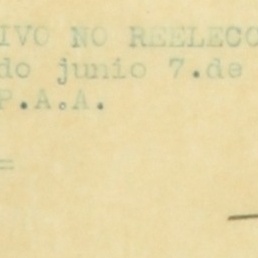 IVO NO REELECC
do junio 7.de
P.A.A.
=